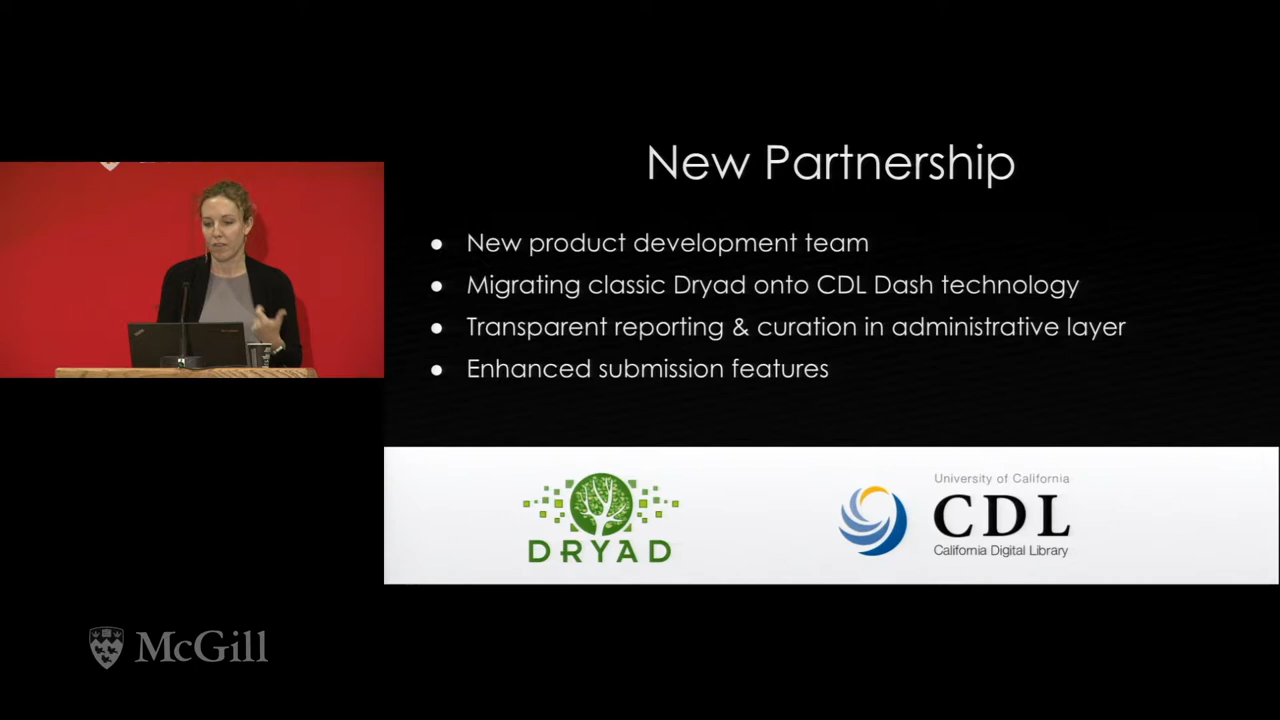 New Partnership
● New product development team
● Migrating classic Dryad onto CDL Dash technology
● Transparent reporting & curation in administrative layer
● Enhanced submission features
DRYAD
University of California
CDL
California Digital Library
McGill